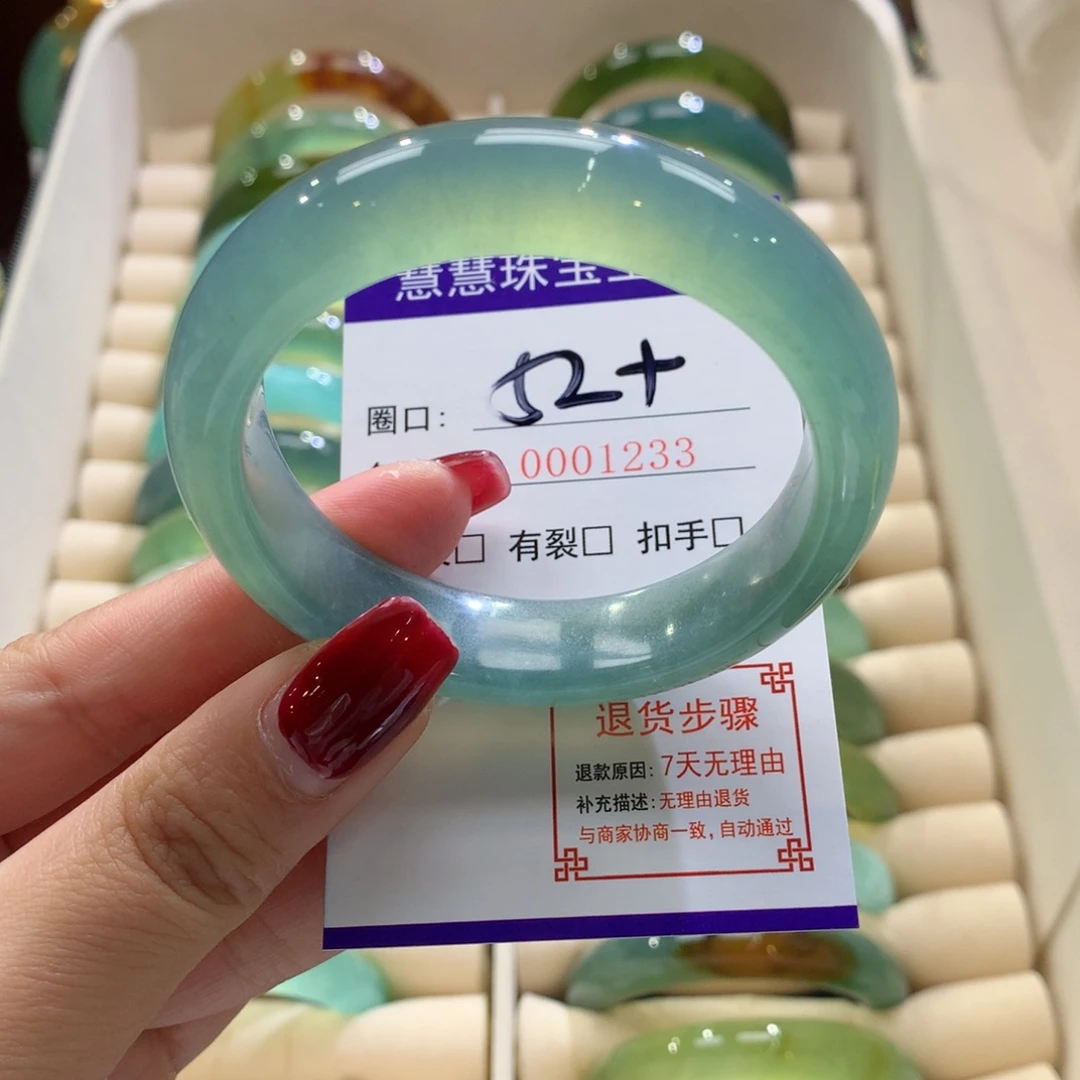 慧慧珠宝
圈口: 52+
0001233
□ 有裂□ 扣手□
退货步骤
退款原因: 7天无理由
补充描述: 无理由退货
与商家协商一致, 自动通过